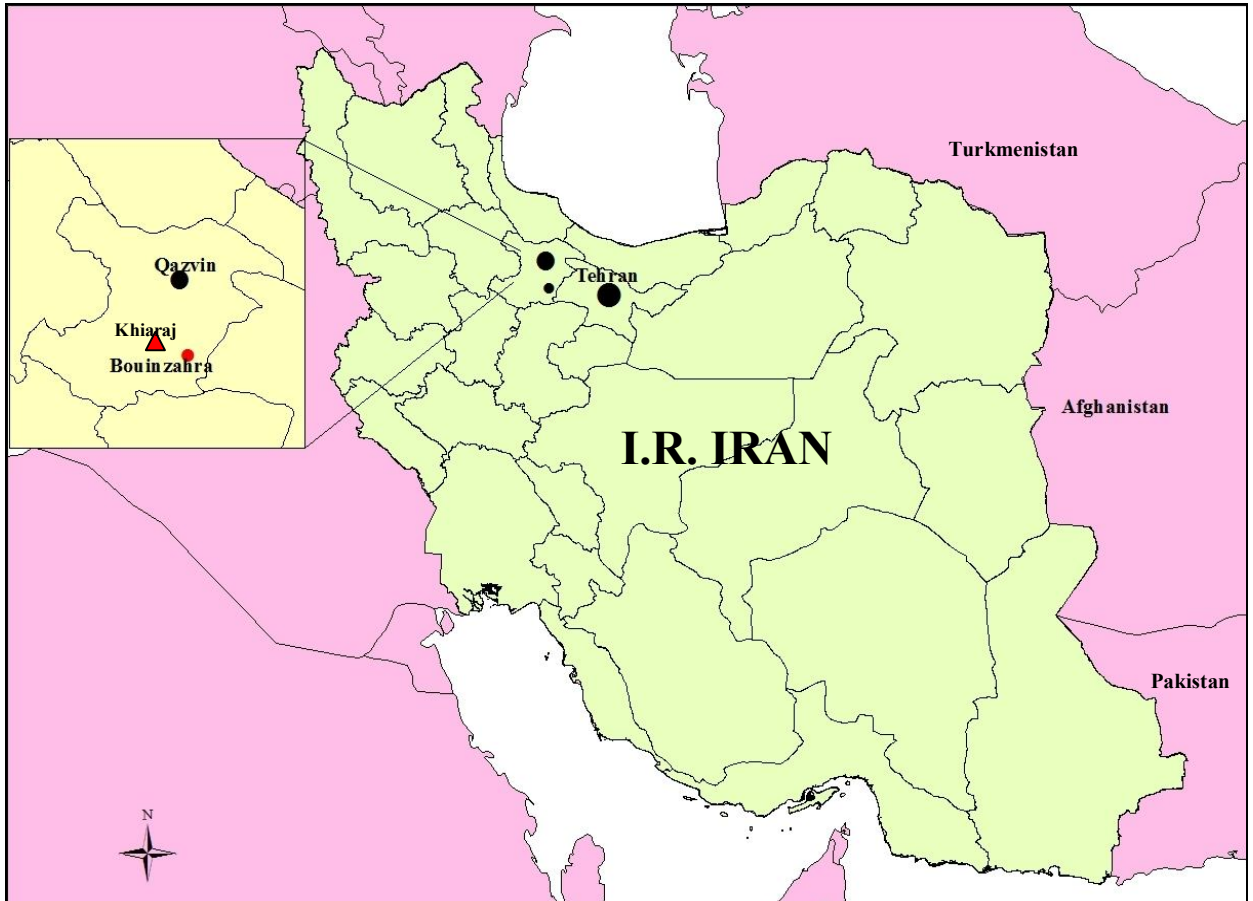 Turkmenistan
Qazvin
Tehran
Khiaraj
Bouinzahra
Afghanistan
I.R. IRAN
Pakistan
N